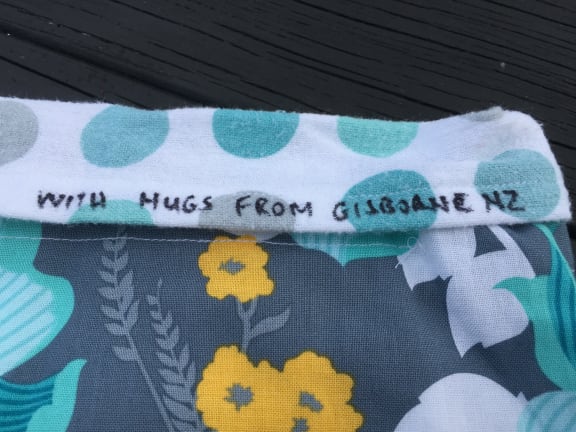 WITH HUGS FROM GISBORNE NZ